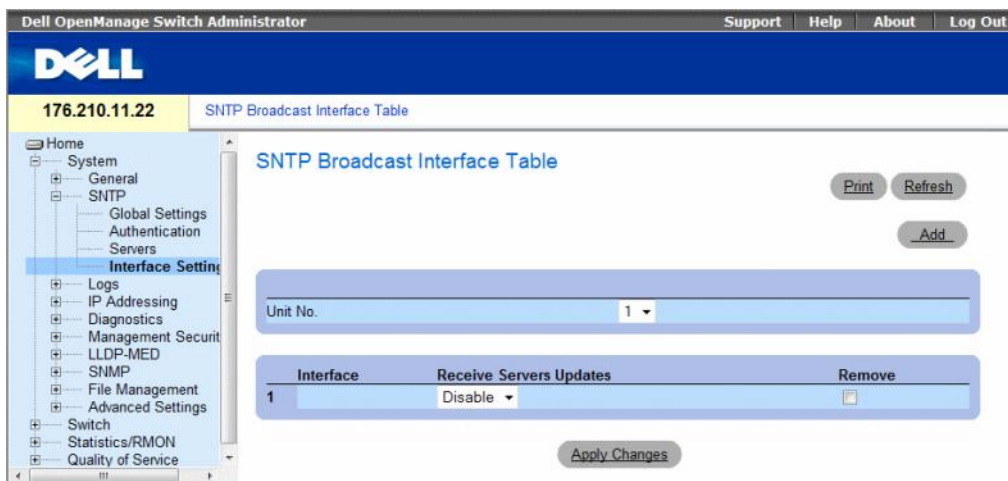 Dell OpenManage Switch Administrator Support Help About Log Out
DELL
176.210.11.22 SNTP Broadcast Interface Table
Home
System
General
SNTP
Global Settings
Authentication
Servers
Interface Setting
Logs
IP Addressing
Diagnostics
Management Securit
LLDP-MED
SNMP
File Management
Advanced Settings
Switch
Statistics/RMON
Quality of Service
SNTP Broadcast Interface Table
Print Refresh
Add
Unit No. 1
Interface Receive Servers Updates Remove
1 Disable
Apply Changes